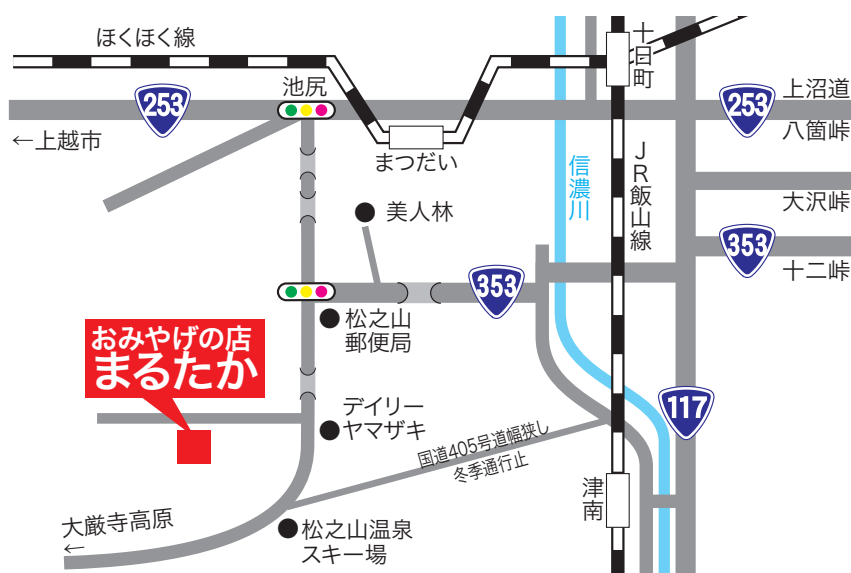 ほくほく線
十日町
253
池尻
253
上沼道
八箇峠
←上越市
まつだい
信濃川
JR飯山線
美人林
大沢峠
353
353
十二峠
松之山
郵便局
おみやげの店
まるたか
デイリー
ヤマザキ
117
国道405号道幅狭し
冬季通行止
津南
大厳寺高原
←
松之山温泉
スキー場